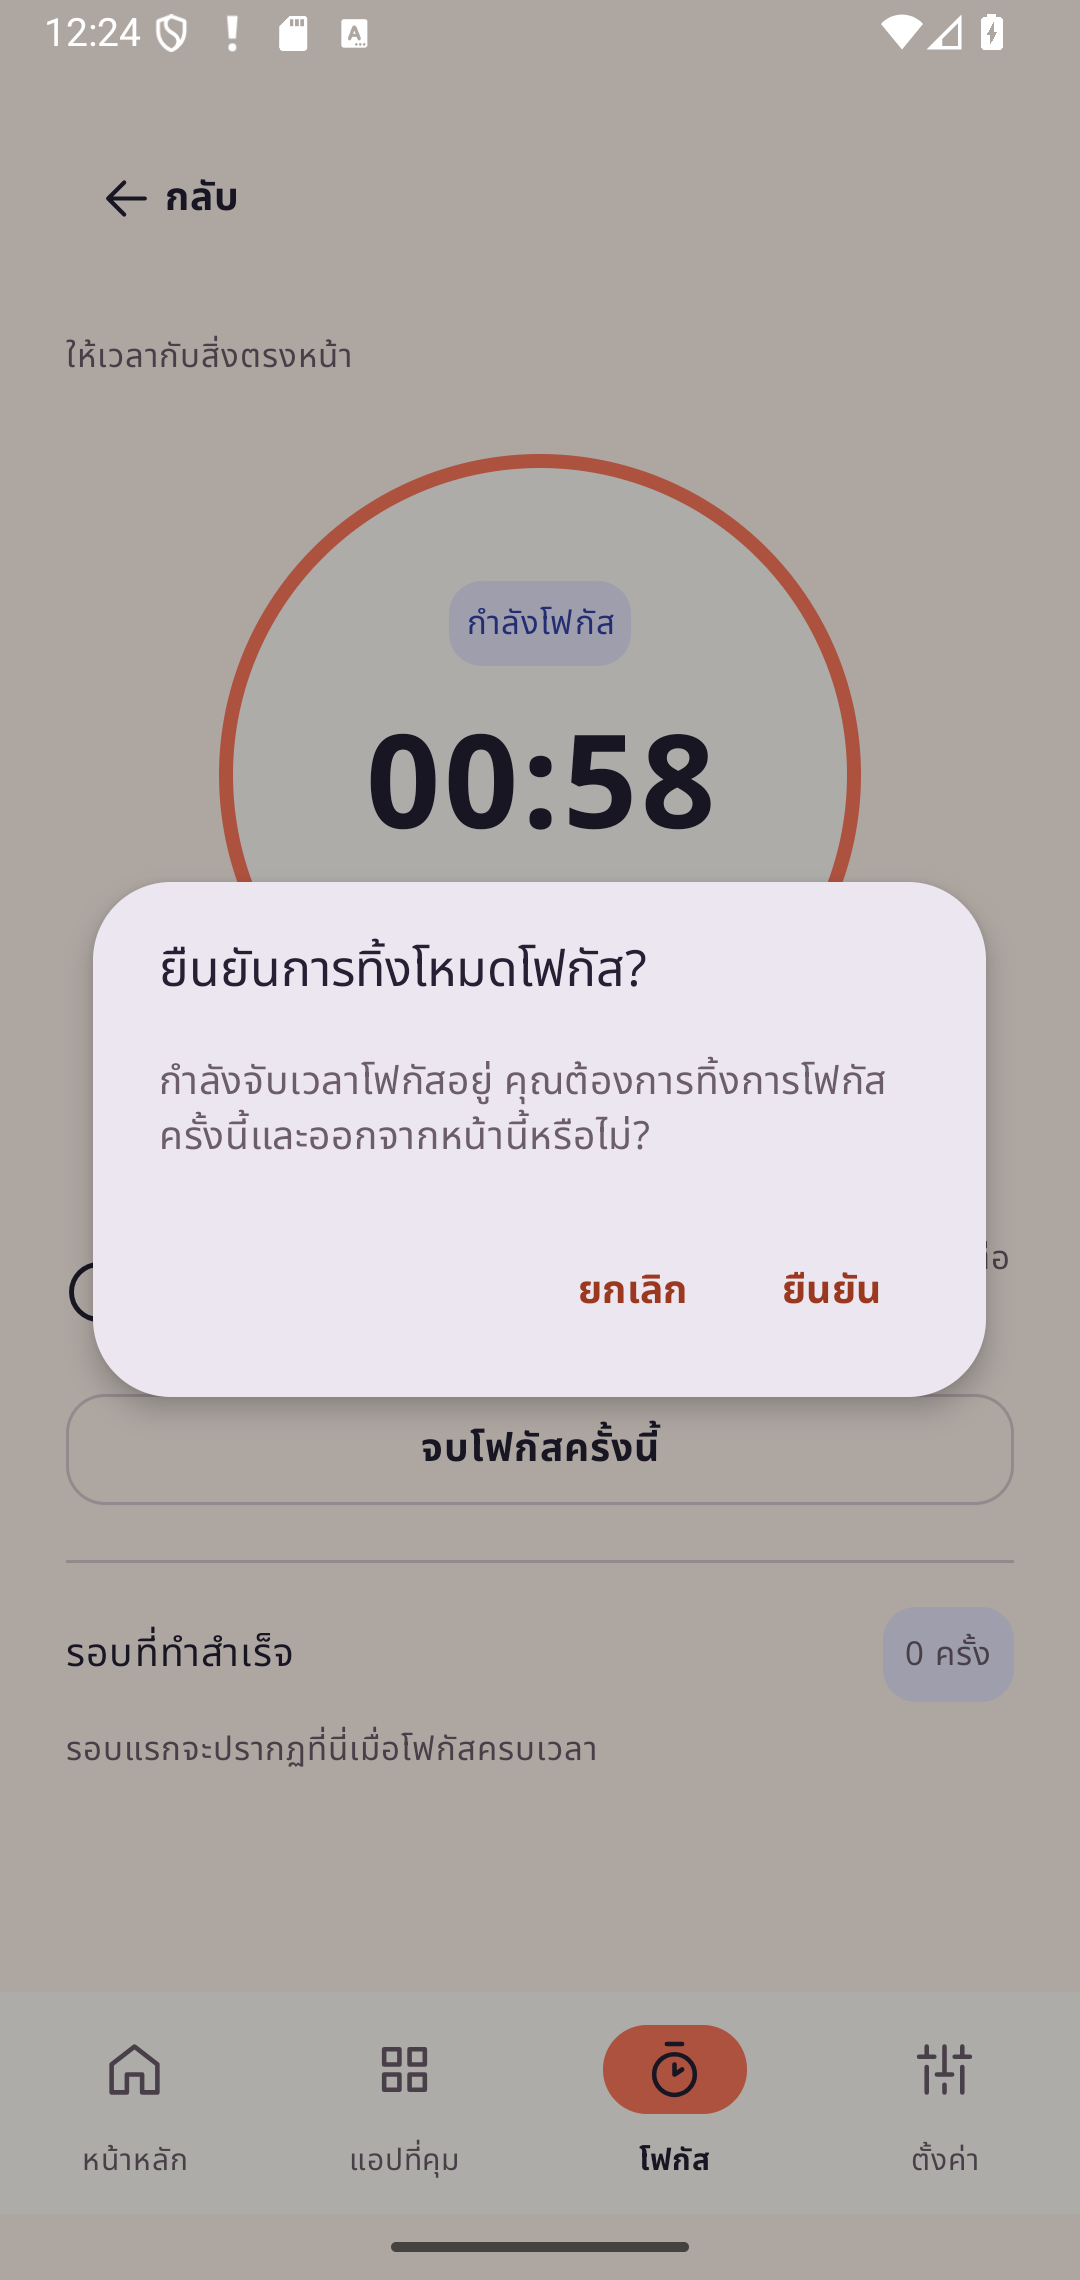 12:24
กลับ
ให้เวลากับสิ่งตรงหน้า
กำลังโฟกัส
00:58
ยืนยันการทิ้งโหมดโฟกัส?
กำลังจับเวลาโฟกัสอยู่ คุณต้องการทิ้งการโฟกัส
ครั้งนี้และออกจากหน้านี้หรือไม่?
ยกเลิก ยืนยัน
จบโฟกัสครั้งนี้
รอบที่ทำสำเร็จ
0 ครั้ง
รอบแรกจะปรากฏที่นี่เมื่อโฟกัสครบเวลา
หน้าหลัก แอปที่คุม โฟกัส ตั้งค่า